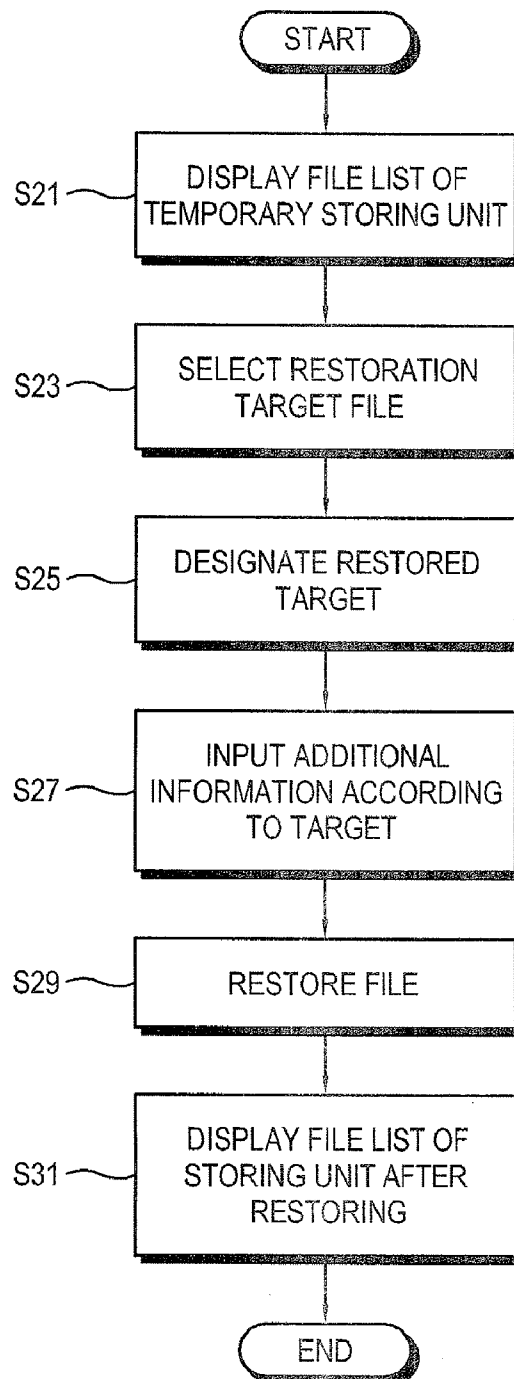 START
S21
DISPLAY FILE LIST OF
TEMPORARY STORING UNIT
S23
SELECT RESTORATION
TARGET FILE
S25
DESIGNATE RESTORED
TARGET
S27
INPUT ADDITIONAL
INFORMATION ACCORDING
TO TARGET
S29
RESTORE FILE
S31
DISPLAY FILE LIST OF
STORING UNIT AFTER
RESTORING
END